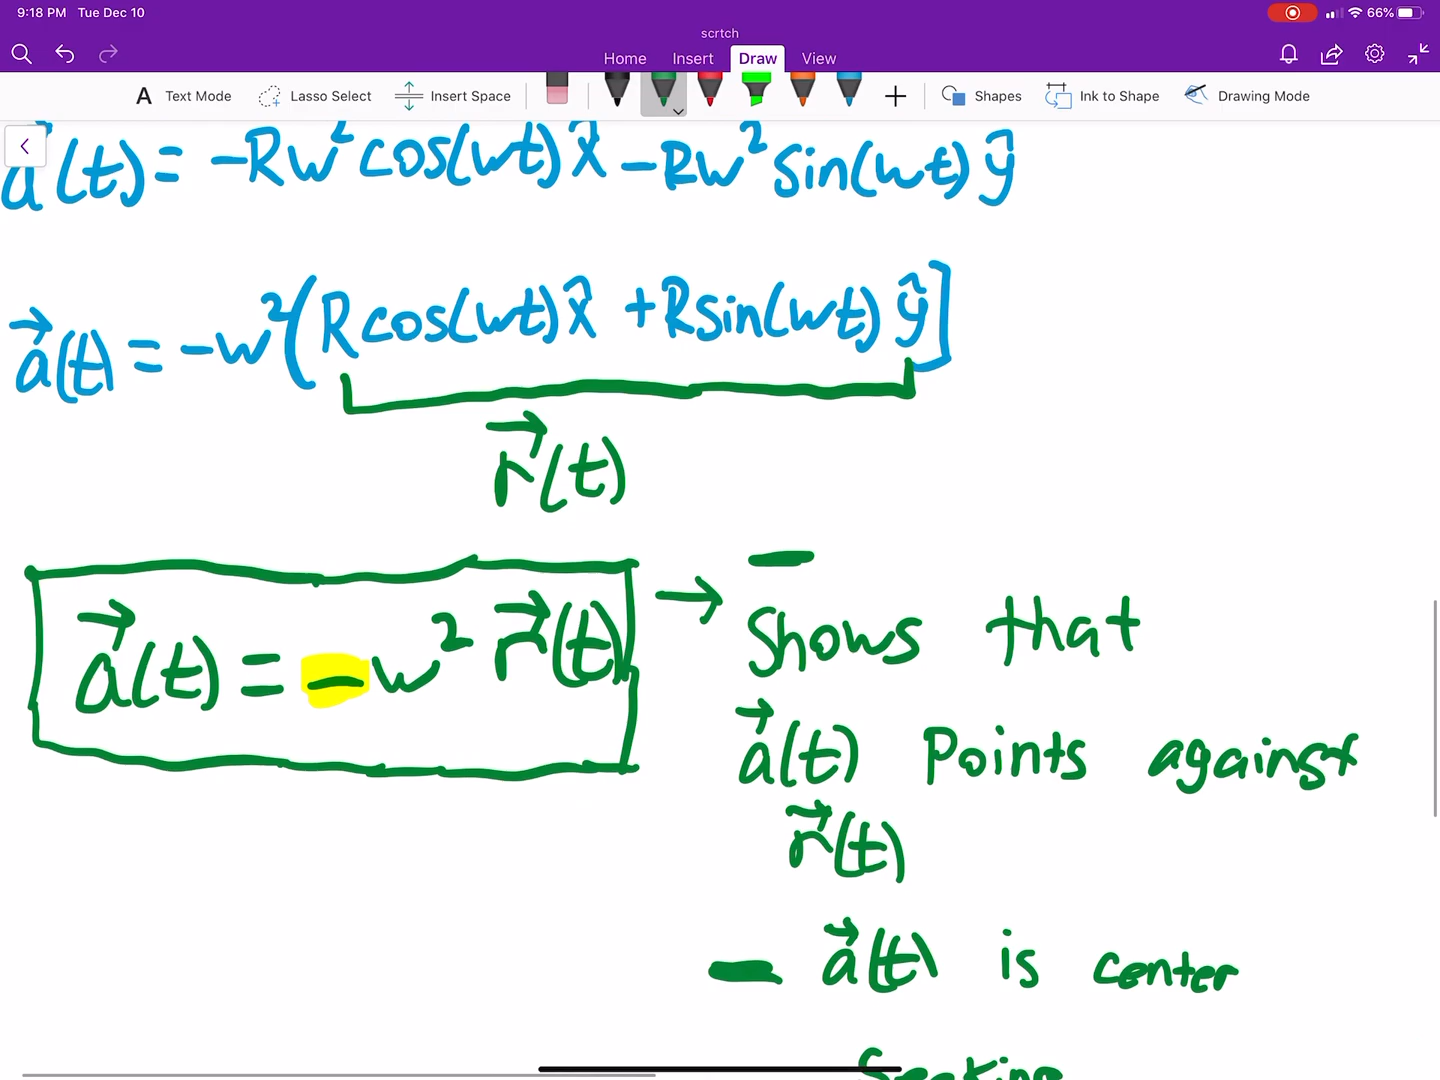 9:18 PM Tue Dec 10
66%
scrtch
Home Insert Draw View
A Text Mode Lasso Select Insert Space Shapes Ink to Shape Drawing Mode
a⃗(t) = -Rw² cos(wt) x̂ - Rw² sin(wt) ŷ
a⃗(t) = -w² (R cos(wt) x̂ + R sin(wt) ŷ]
r⃗(t)
a⃗(t) = - w² r⃗(t) → -
Shows that
a⃗(t) Points against
r⃗(t)
- a⃗(t) is center
Seeking